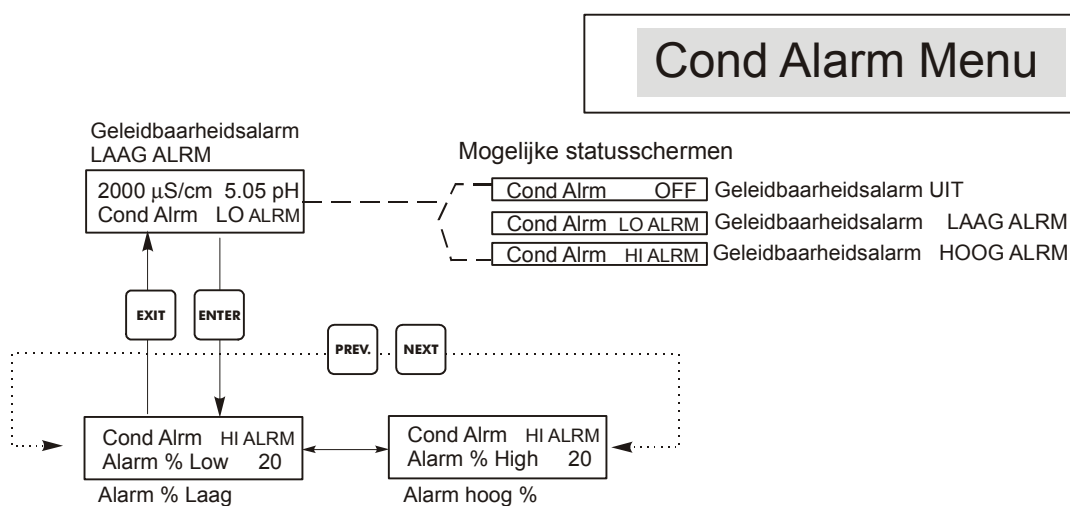 Cond Alarm Menu
Geleidbaarheidsalarm
LAAG ALRM
2000 μS/cm 5.05 pH
Cond Alrm LO ALRM
Mogelijke statusschermen
Cond Alrm OFF Geleidbaarheidsalarm UIT
Cond Alrm LO ALRM Geleidbaarheidsalarm LAAG ALRM
Cond Alrm HI ALRM Geleidbaarheidsalarm HOOG ALRM
EXIT ENTER
PREV. NEXT
Cond Alrm HI ALRM
Alarm % Low 20
Alarm % Laag
Cond Alrm HI ALRM
Alarm % High 20
Alarm hoog %